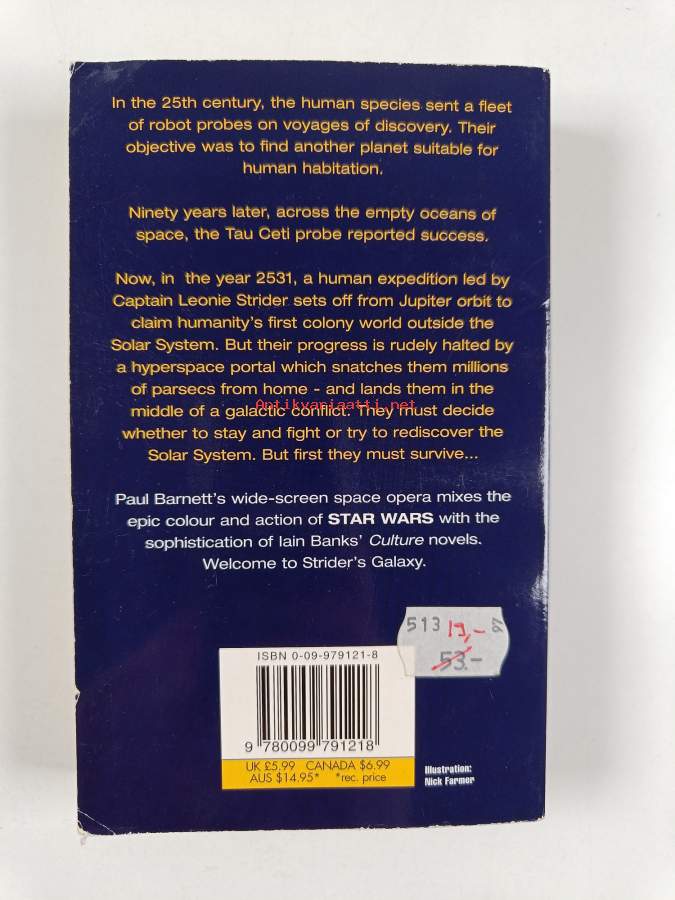 In the 25th century, the human species sent a fleet
of robot probes on voyages of discovery. Their
objective was to find another planet suitable for
human habitation.
Ninety years later, across the empty oceans of
space, the Tau Ceti probe reported success.
Now, in the year 2531, a human expedition led by
Captain Leonie Strider sets off from Jupiter orbit to
claim humanity's first colony world outside the
Solar System. But their progress is rudely halted by
a hyperspace portal which snatches them millions
of parsecs from home - and lands them in the
Antikvariaatti.net
middle of a galactic conflict. They must decide
whether to stay and fight or try to rediscover the
Solar System. But first they must survive...
Paul Barnett's wide-screen space opera mixes the
epic colour and action of STAR WARS with the
sophistication of Iain Banks' Culture novels.
Welcome to Strider's Galaxy.
513 19,- 97
53.-
ISBN 0-09-979121-8
9 780099 791218
UK £5.99 CANADA $6.99
AUS $14.95* *rec. price
Illustration:
Nick Farmer